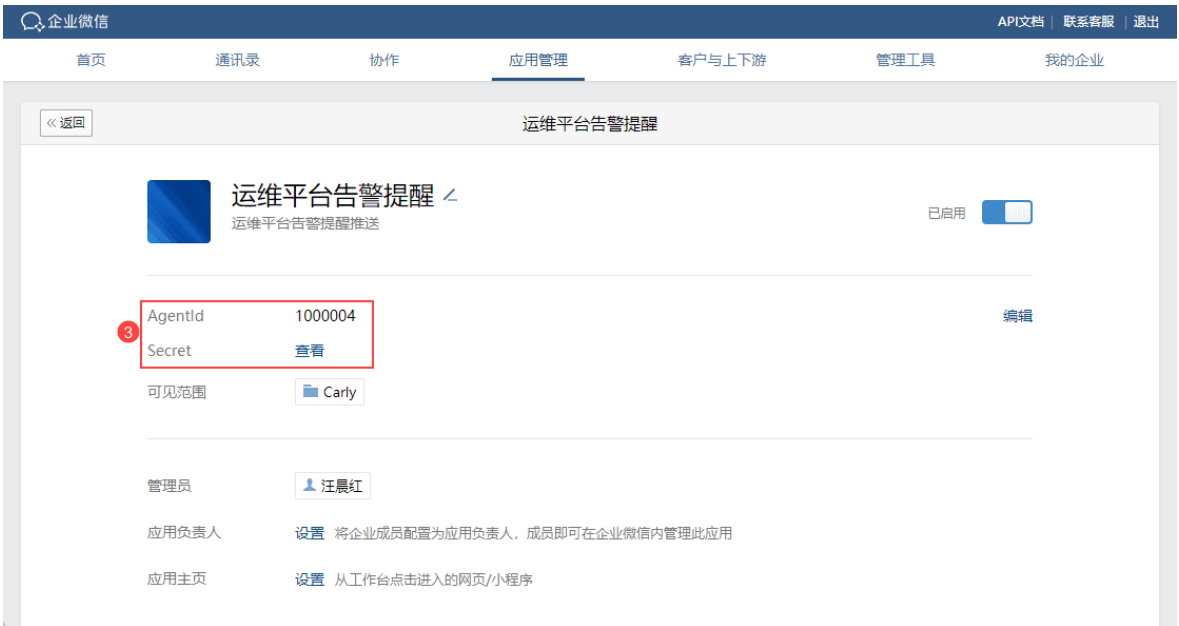 企业微信 API文档 | 联系客服 | 退出
首页 通讯录 协作 应用管理 客户与上下游 管理工具 我的企业
«返回 运维平台告警提醒
运维平台告警提醒
运维平台告警提醒推送
已启用
3
AgentId 1000004 编辑
Secret 查看
可见范围 Carly
管理员 汪晨红
应用负责人 设置 将企业成员配置为应用负责人，成员即可在企业微信内管理此应用
应用主页 设置 从工作台点击进入的网页/小程序